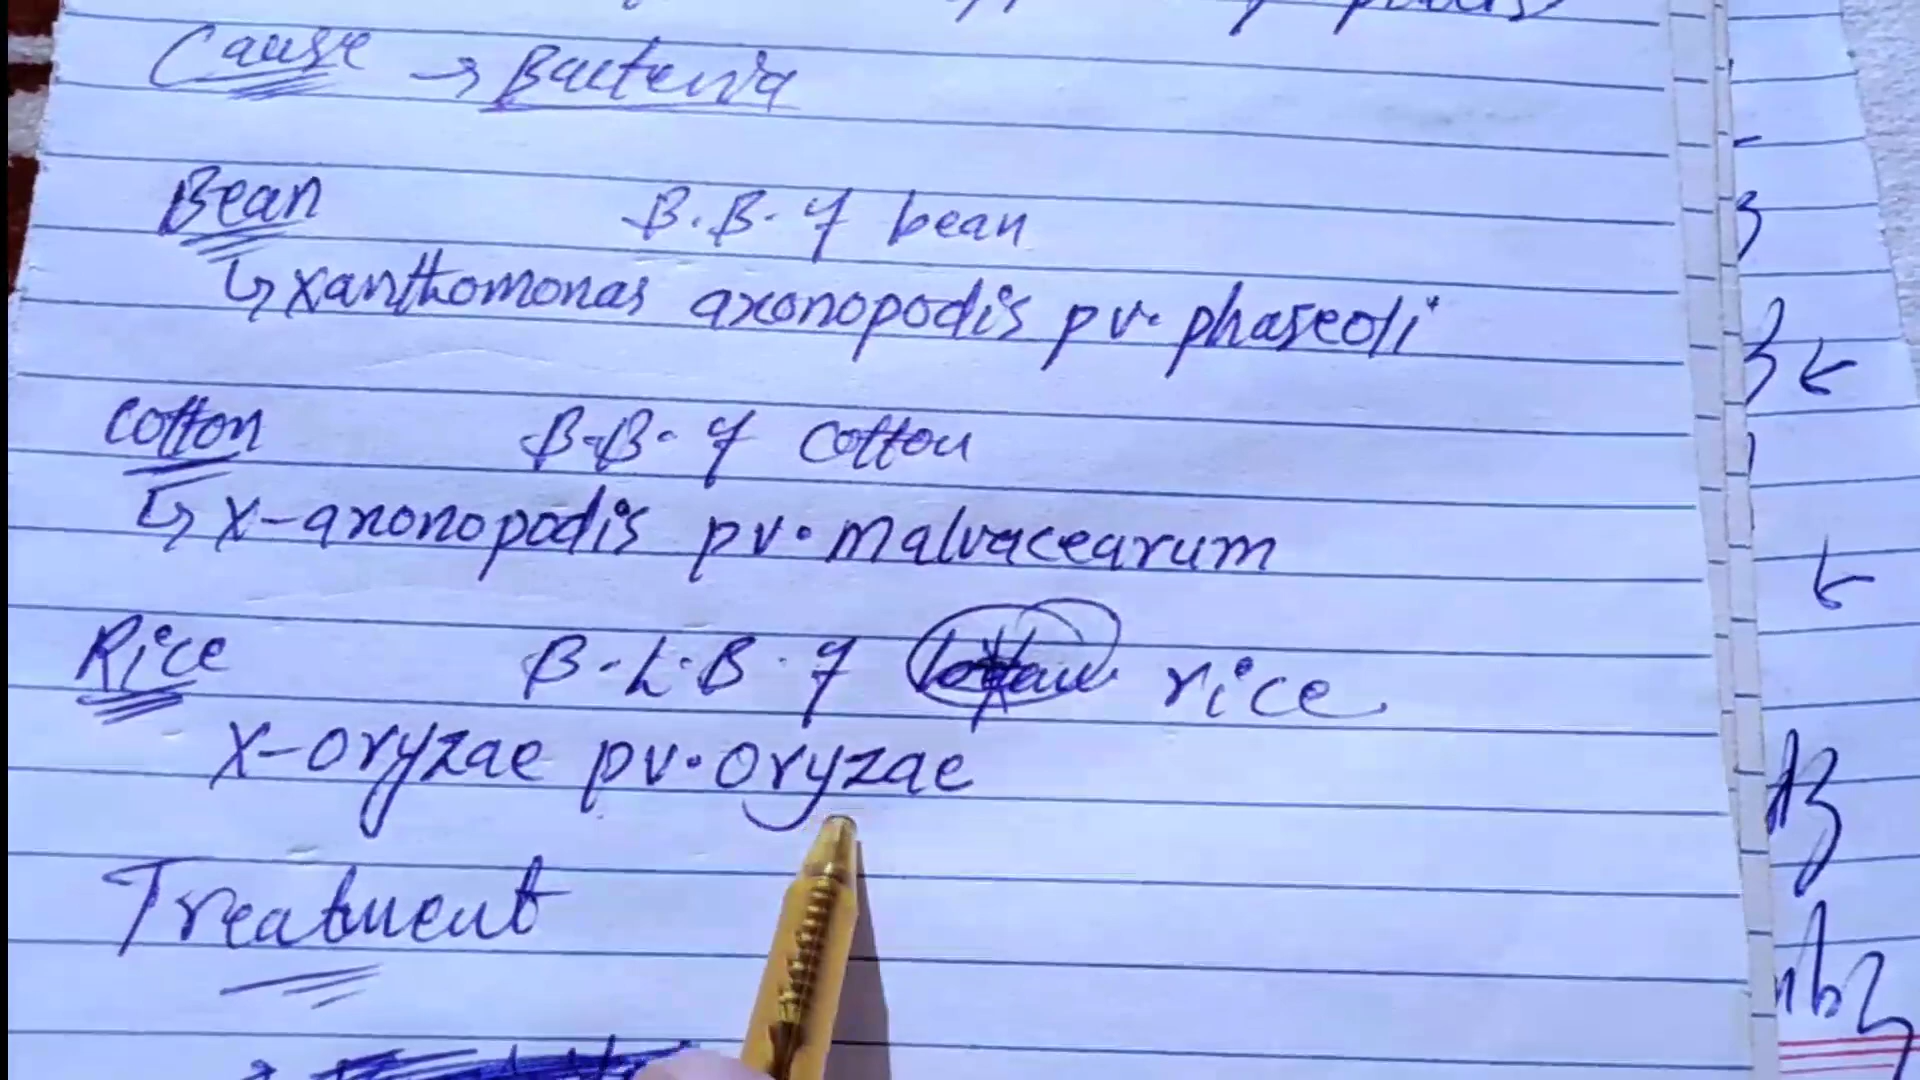 Cause → Bacteria
Bean B.B. of bean
↳ xanthomonas axonopodis pv. phaseoli
Cotton B.B. of cotton
↳ X-axonopodis pv. malvacearum
Rice B.L.B. of rice.
X-oryzae pv. oryzae
Treatment